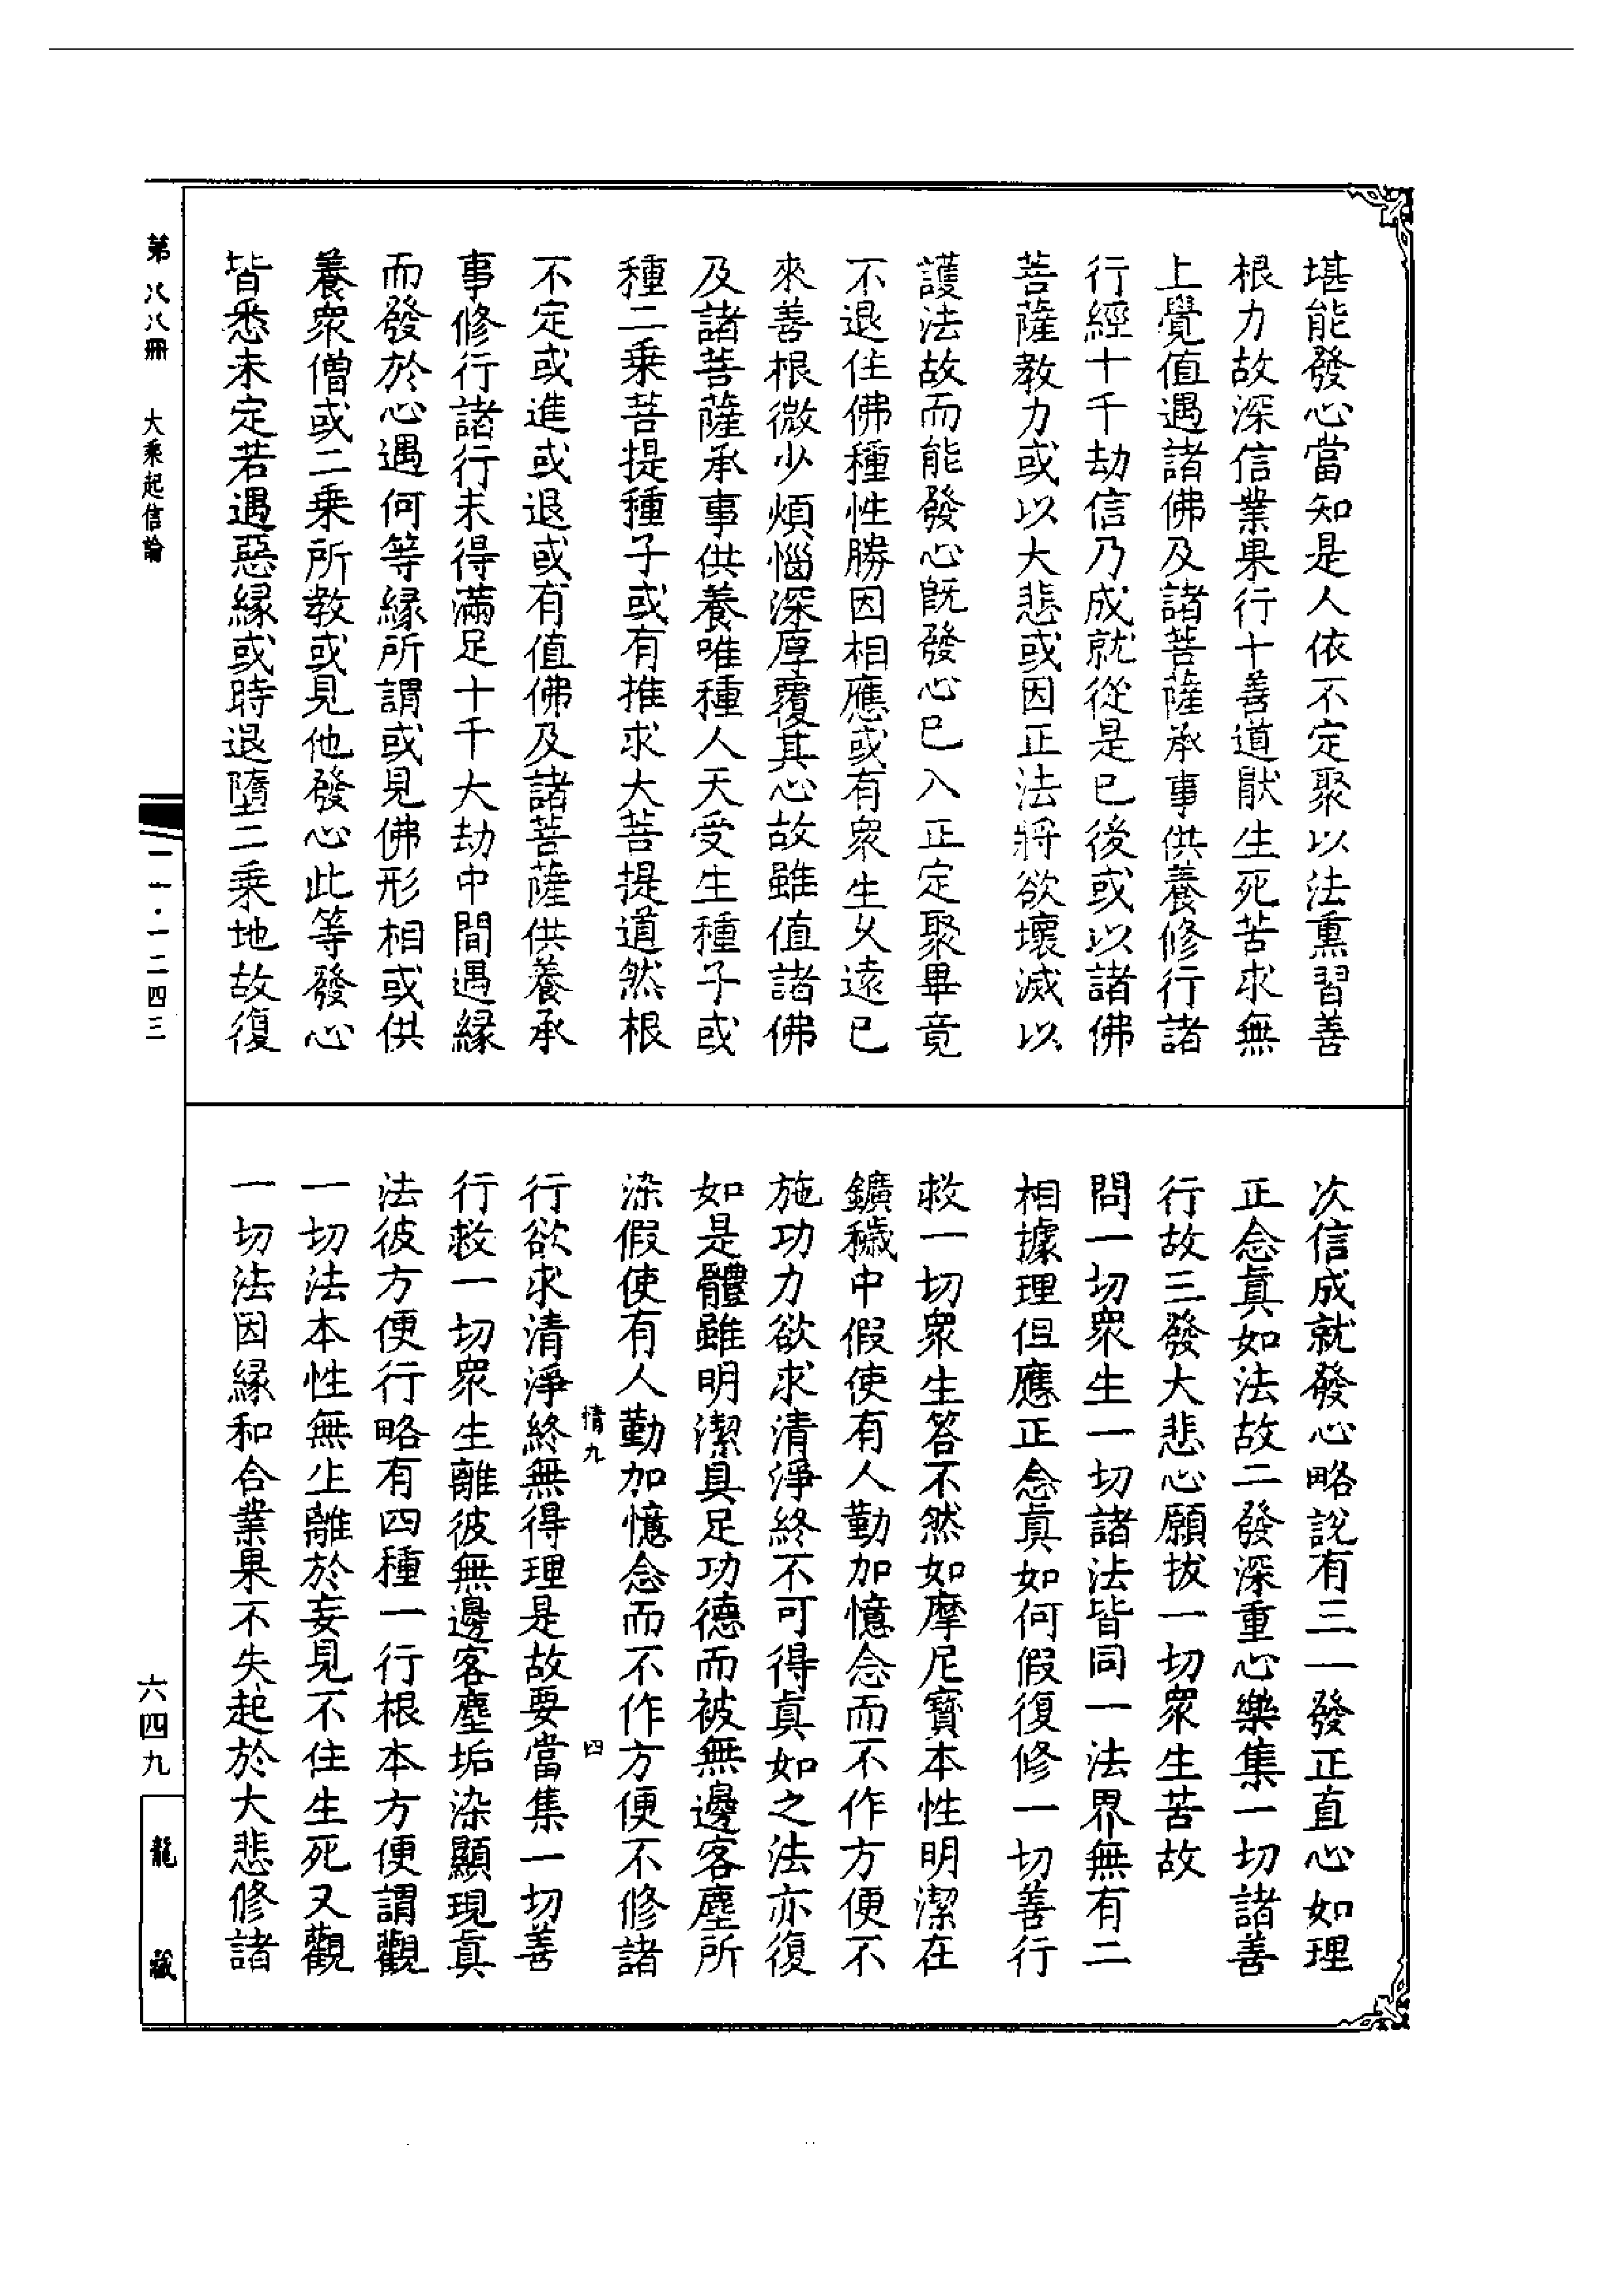 堪能發心當知是人依不定聚以法熏習善
根力故深信業果行十善道猒生死苦求無
上覺值遇諸佛及諸菩薩承事供養修行諸
行經十千劫信乃成就從是已後或以諸佛
菩薩教力或以大悲或因正法將欲壞滅以
護法故而能發心旣發心已入正定聚畢竟
不退住佛種性勝因相應或有衆生久遠已
來善根微少煩惱深厚覆其心故雖值諸佛
及諸菩薩承事供養唯種人天受生種子或
種二乗菩提種子或有推求大菩提道然根
不定或進或退或有值佛及諸菩薩供養承
事修行諸行未得滿足十千大劫中間遇緣
而發於心遇何等緣所謂或見佛形相或供
養衆僧或二乗所教或見他發心此等發心
皆悉未定若遇惡緣或時退墮二乗地故復
次信成就發心略說有三一發正直心如理
正念眞如法故二發深重心樂集一切諸善
行故三發大悲心願拔一切衆生苦故
問一切衆生一切諸法皆同一法界無有二
相據理但應正念眞如何假復修一切善行
救一切衆生答不然如摩尼寳本性明潔在
鑛穢中假使有人勤加憶念而不作方便不
施功力欲求清淨終不可得眞如之法亦復
如是體雖明潔具足功德而被無邊客塵所
染假使有人勤加憶念而不作方便不修諸
情九 四
行欲求清淨終無得理是故要當集一切善
行救一切衆生離彼無邊客塵垢染顯現眞
法彼方便行略有四種一行根本方便謂觀
一切法本性無生離於妄見不住生死又觀
一切法因緣和合業果不失起於大悲修諸
第八八冊 大乘起信論
一一·一二四三
六四九
龍藏